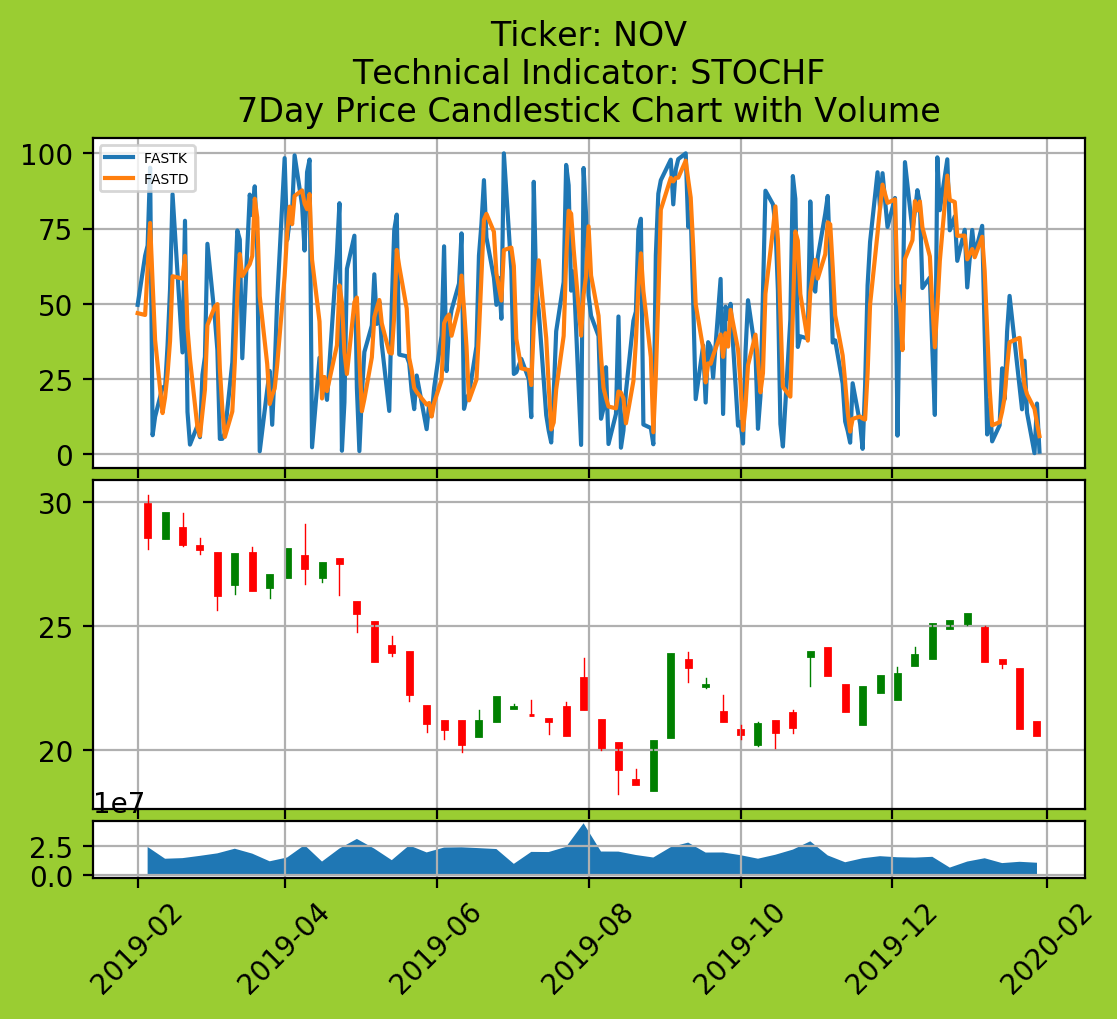 Ticker: NOV
Technical Indicator: STOCHF
7Day Price Candlestick Chart with Volume
100
75
50
25
0
FASTK
FASTD
30
25
20
1e7
2.5
0.0
2019-02
2019-04
2019-06
2019-08
2019-10
2019-12
2020-02